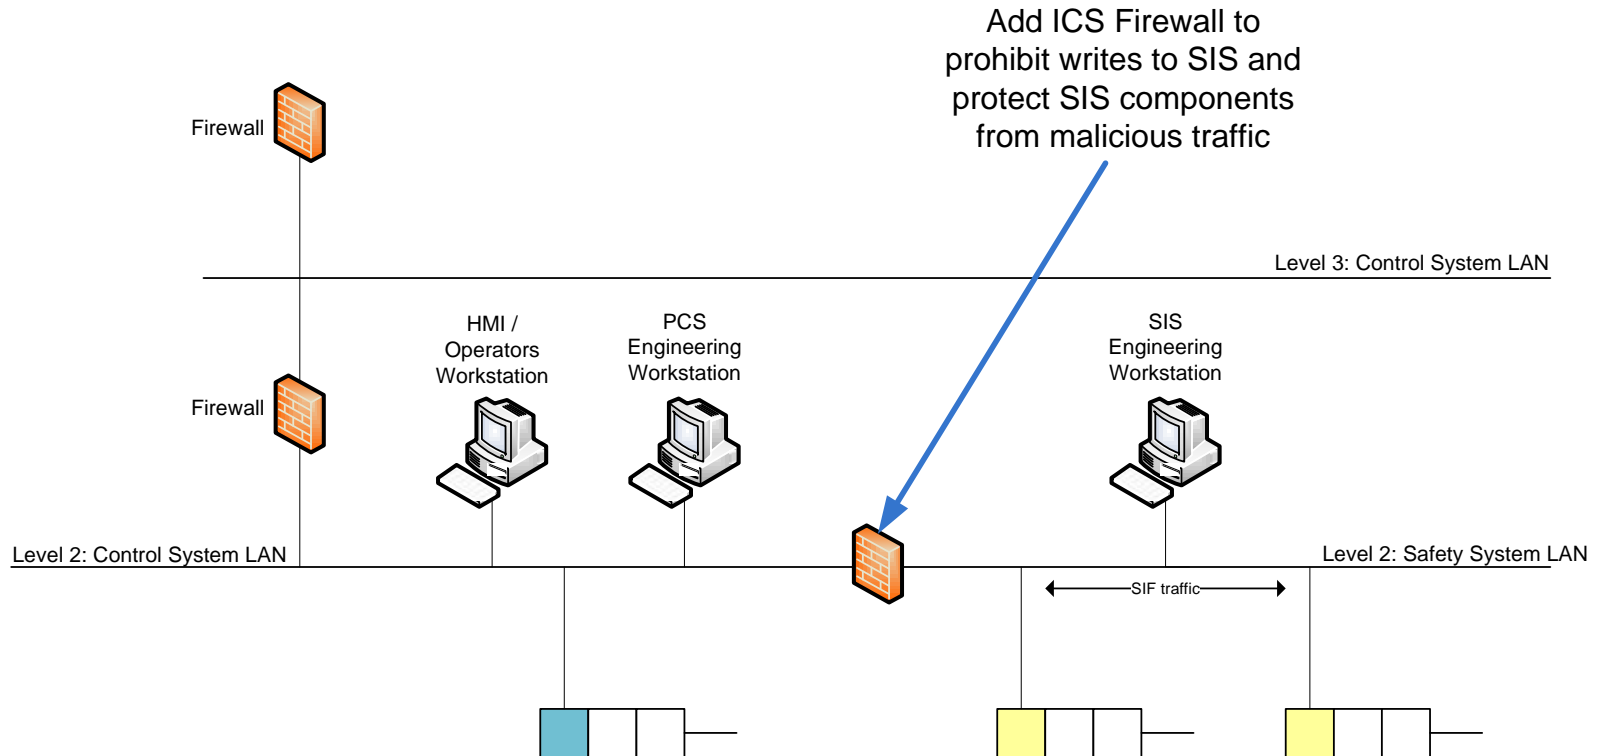 Add ICS Firewall to
prohibit writes to SIS and
protect SIS components
from malicious traffic
Firewall
Level 3: Control System LAN
HMI /
Operators
Workstation
PCS
Engineering
Workstation
SIS
Engineering
Workstation
Firewall
Level 2: Control System LAN
Level 2: Safety System LAN
SIF traffic